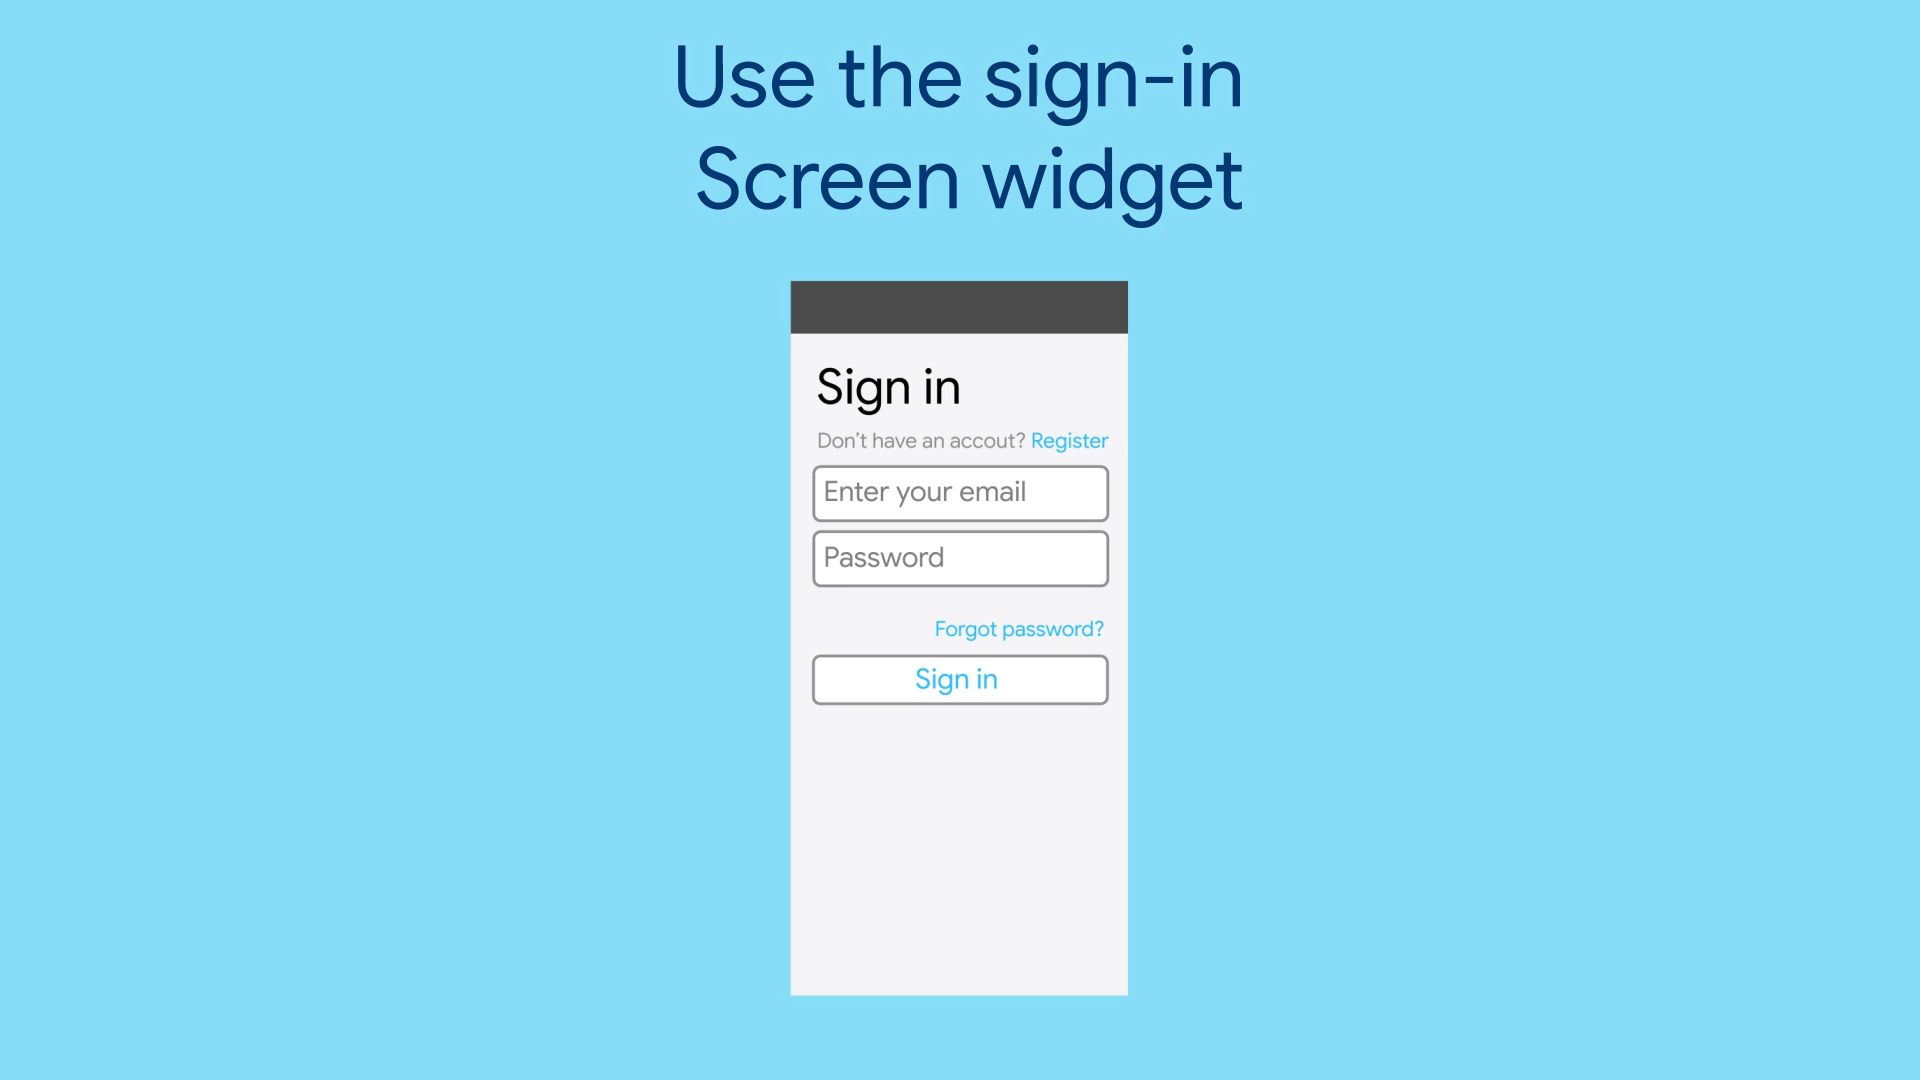 Use the sign-in
Screen widget
Sign in
Don’t have an accout? Register
Enter your email
Password
Forgot password?
Sign in